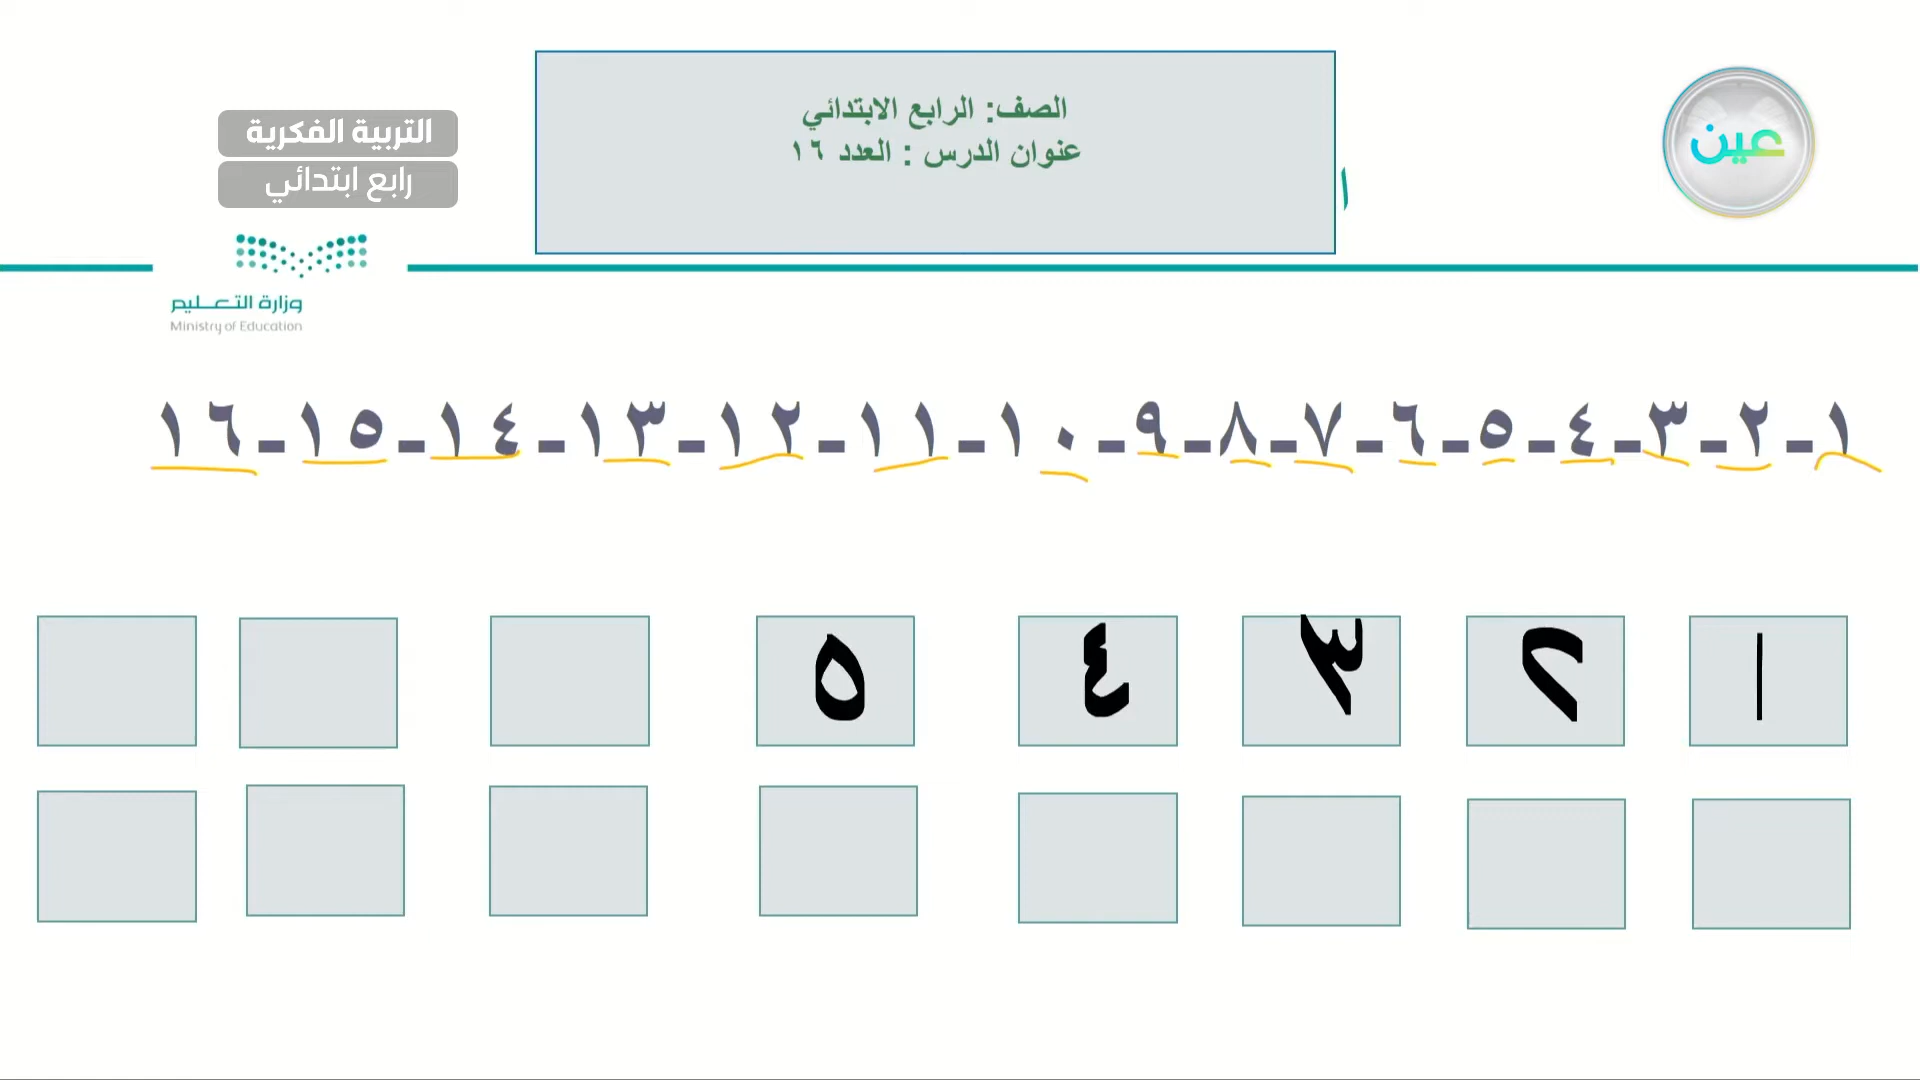 الصف: الرابع الابتدائي
عنوان الدرس : العدد ١٦
عين
التربية الفكرية
رابع ابتدائي
وزارة التعليم
Ministry of Education
١-٢-٣-٤-٥-٦-٧-٨-٩-١٠-١١-١٢-١٣-١٤-١٥-١٦
١ ٢ ٣ ٤ ٥